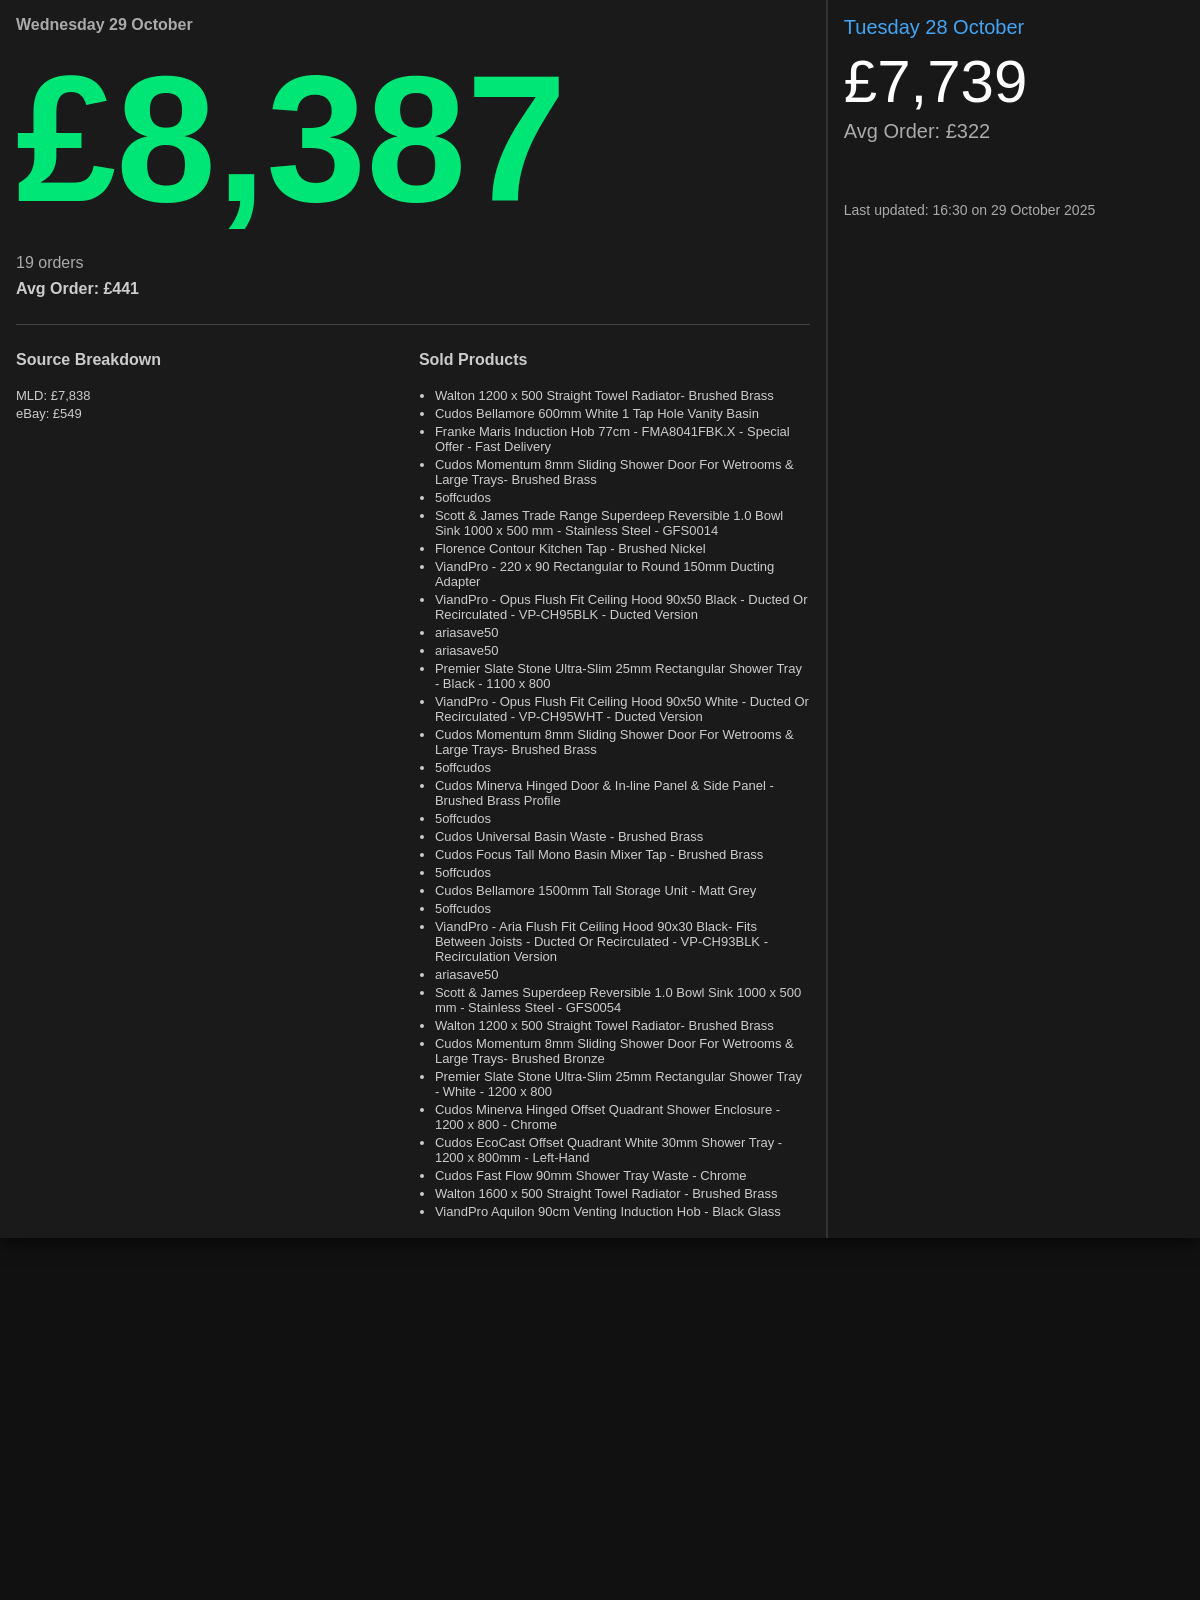 Wednesday 29 October
£8,387
19 orders
Avg Order: £441
Source Breakdown
MLD: £7,838
eBay: £549
Sold Products
Walton 1200 x 500 Straight Towel Radiator- Brushed Brass
Cudos Bellamore 600mm White 1 Tap Hole Vanity Basin
Franke Maris Induction Hob 77cm - FMA8041FBK.X - Special
Offer - Fast Delivery
Cudos Momentum 8mm Sliding Shower Door For Wetrooms &
Large Trays- Brushed Brass
5offcudos
Scott & James Trade Range Superdeep Reversible 1.0 Bowl
Sink 1000 x 500 mm - Stainless Steel - GFS0014
Florence Contour Kitchen Tap - Brushed Nickel
ViandPro - 220 x 90 Rectangular to Round 150mm Ducting
Adapter
ViandPro - Opus Flush Fit Ceiling Hood 90x50 Black - Ducted Or
Recirculated - VP-CH95BLK - Ducted Version
ariasave50
ariasave50
Premier Slate Stone Ultra-Slim 25mm Rectangular Shower Tray
- Black - 1100 x 800
ViandPro - Opus Flush Fit Ceiling Hood 90x50 White - Ducted Or
Recirculated - VP-CH95WHT - Ducted Version
Cudos Momentum 8mm Sliding Shower Door For Wetrooms &
Large Trays- Brushed Brass
5offcudos
Cudos Minerva Hinged Door & In-line Panel & Side Panel -
Brushed Brass Profile
5offcudos
Cudos Universal Basin Waste - Brushed Brass
Cudos Focus Tall Mono Basin Mixer Tap - Brushed Brass
5offcudos
Cudos Bellamore 1500mm Tall Storage Unit - Matt Grey
5offcudos
ViandPro - Aria Flush Fit Ceiling Hood 90x30 Black- Fits
Between Joists - Ducted Or Recirculated - VP-CH93BLK -
Recirculation Version
ariasave50
Scott & James Superdeep Reversible 1.0 Bowl Sink 1000 x 500
mm - Stainless Steel - GFS0054
Walton 1200 x 500 Straight Towel Radiator- Brushed Brass
Cudos Momentum 8mm Sliding Shower Door For Wetrooms &
Large Trays- Brushed Bronze
Premier Slate Stone Ultra-Slim 25mm Rectangular Shower Tray
- White - 1200 x 800
Cudos Minerva Hinged Offset Quadrant Shower Enclosure -
1200 x 800 - Chrome
Cudos EcoCast Offset Quadrant White 30mm Shower Tray -
1200 x 800mm - Left-Hand
Cudos Fast Flow 90mm Shower Tray Waste - Chrome
Walton 1600 x 500 Straight Towel Radiator - Brushed Brass
ViandPro Aquilon 90cm Venting Induction Hob - Black Glass
Tuesday 28 October
£7,739
Avg Order: £322
Last updated: 16:30 on 29 October 2025